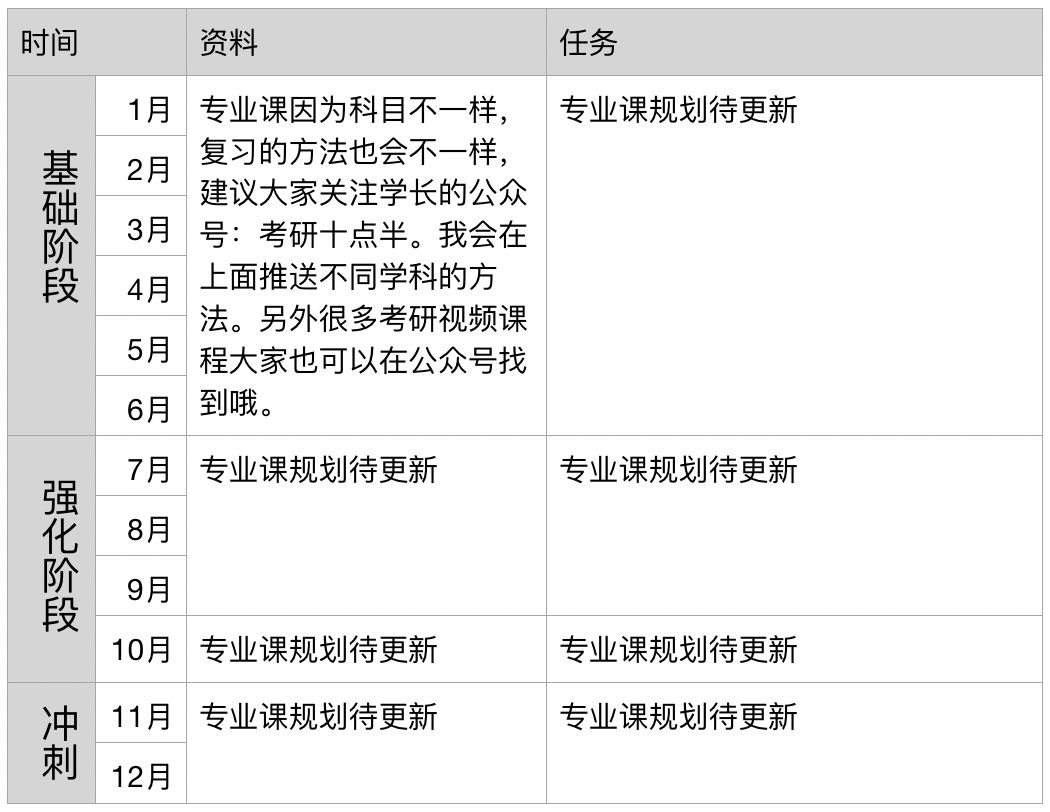 时间 资料 任务
基础阶段
1月
2月
3月
4月
5月
6月
专业课因为科目不一样，
复习的方法也会不一样，
建议大家关注学长的公众
号：考研十点半。我会在
上面推送不同学科的方
法。另外很多考研视频课
程大家也可以在公众号找
到哦。
专业课规划待更新
强化阶段
7月
8月
9月
专业课规划待更新
专业课规划待更新
10月
专业课规划待更新
专业课规划待更新
冲刺
11月
12月
专业课规划待更新
专业课规划待更新